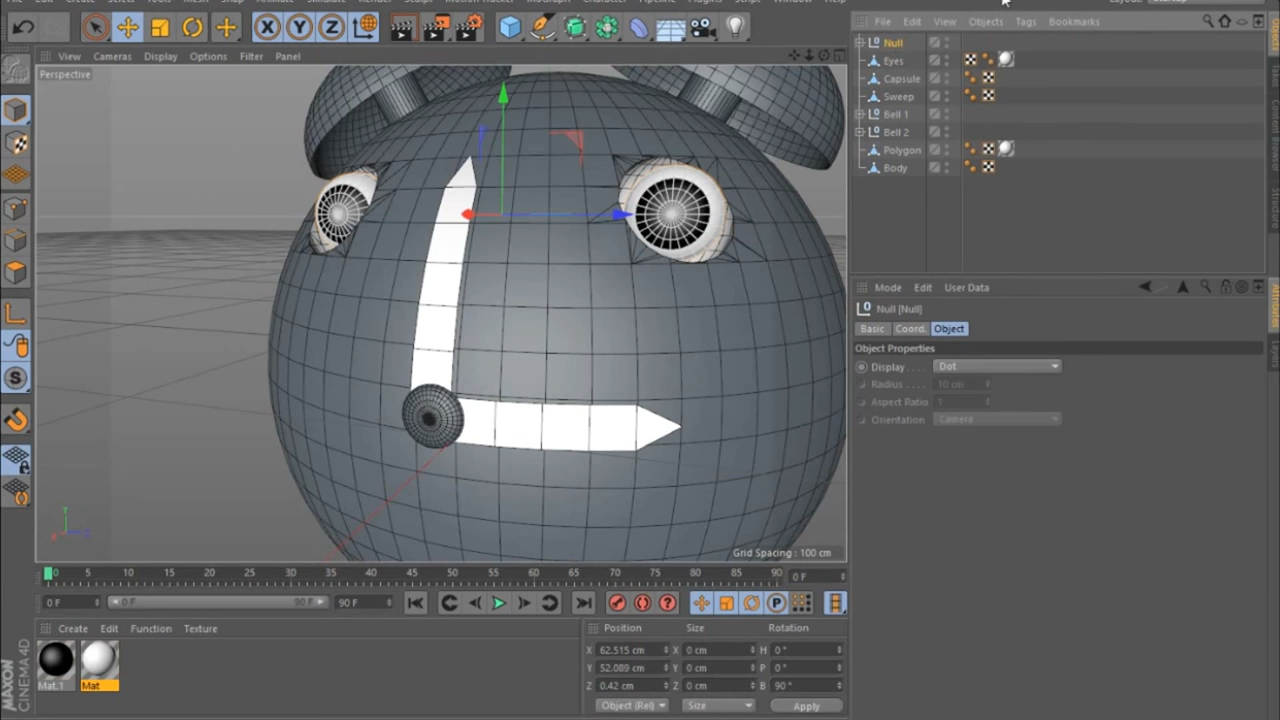 File Edit View Objects Tags Bookmarks
View Cameras Display Options Filter Panel
Perspective
Null
Eyes
Capsule
Sweep
Bell 1
Bell 2
Polygon
Body
Mode Edit User Data
Null [Null]
Basic Coord. Object
Object Properties
Display Dot
Radius 10 cm
Aspect Ratio 1
Orientation Camera
Grid Spacing : 100 cm
0 5 10 15 20 25 30 35 40 45 50 55 60 65 70 75 80 85 90 0 F
0 F 0 F 90 F 90 F
Create Edit Function Texture
Mat.1 Mat
Position Size Rotation
X 62.515 cm X 0 cm H 0 °
Y 52.089 cm Y 0 cm P 0 °
Z 0.42 cm Z 0 cm B 90 °
Object (Rel) Size Apply
MAXON
CINEMA4D